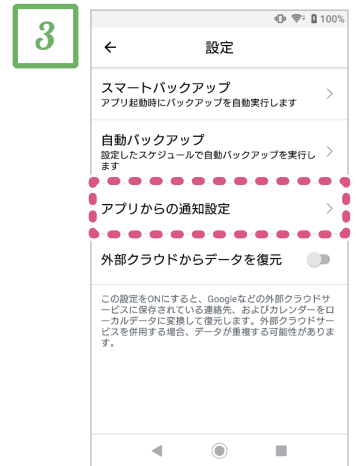 3
100%
設定
スマートバックアップ
アプリ起動時にバックアップを自動実行します
自動バックアップ
設定したスケジュールで自動バックアップを実行し
ます
アプリからの通知設定
外部クラウドからデータを復元
この設定をONにすると、Googleなどの外部クラウドサ
ービスに保存されている連絡先、およびカレンダーをロ
ーカルデータに変換して復元します。外部クラウドサー
ビスを併用する場合、データが重複する可能性がありま
す。